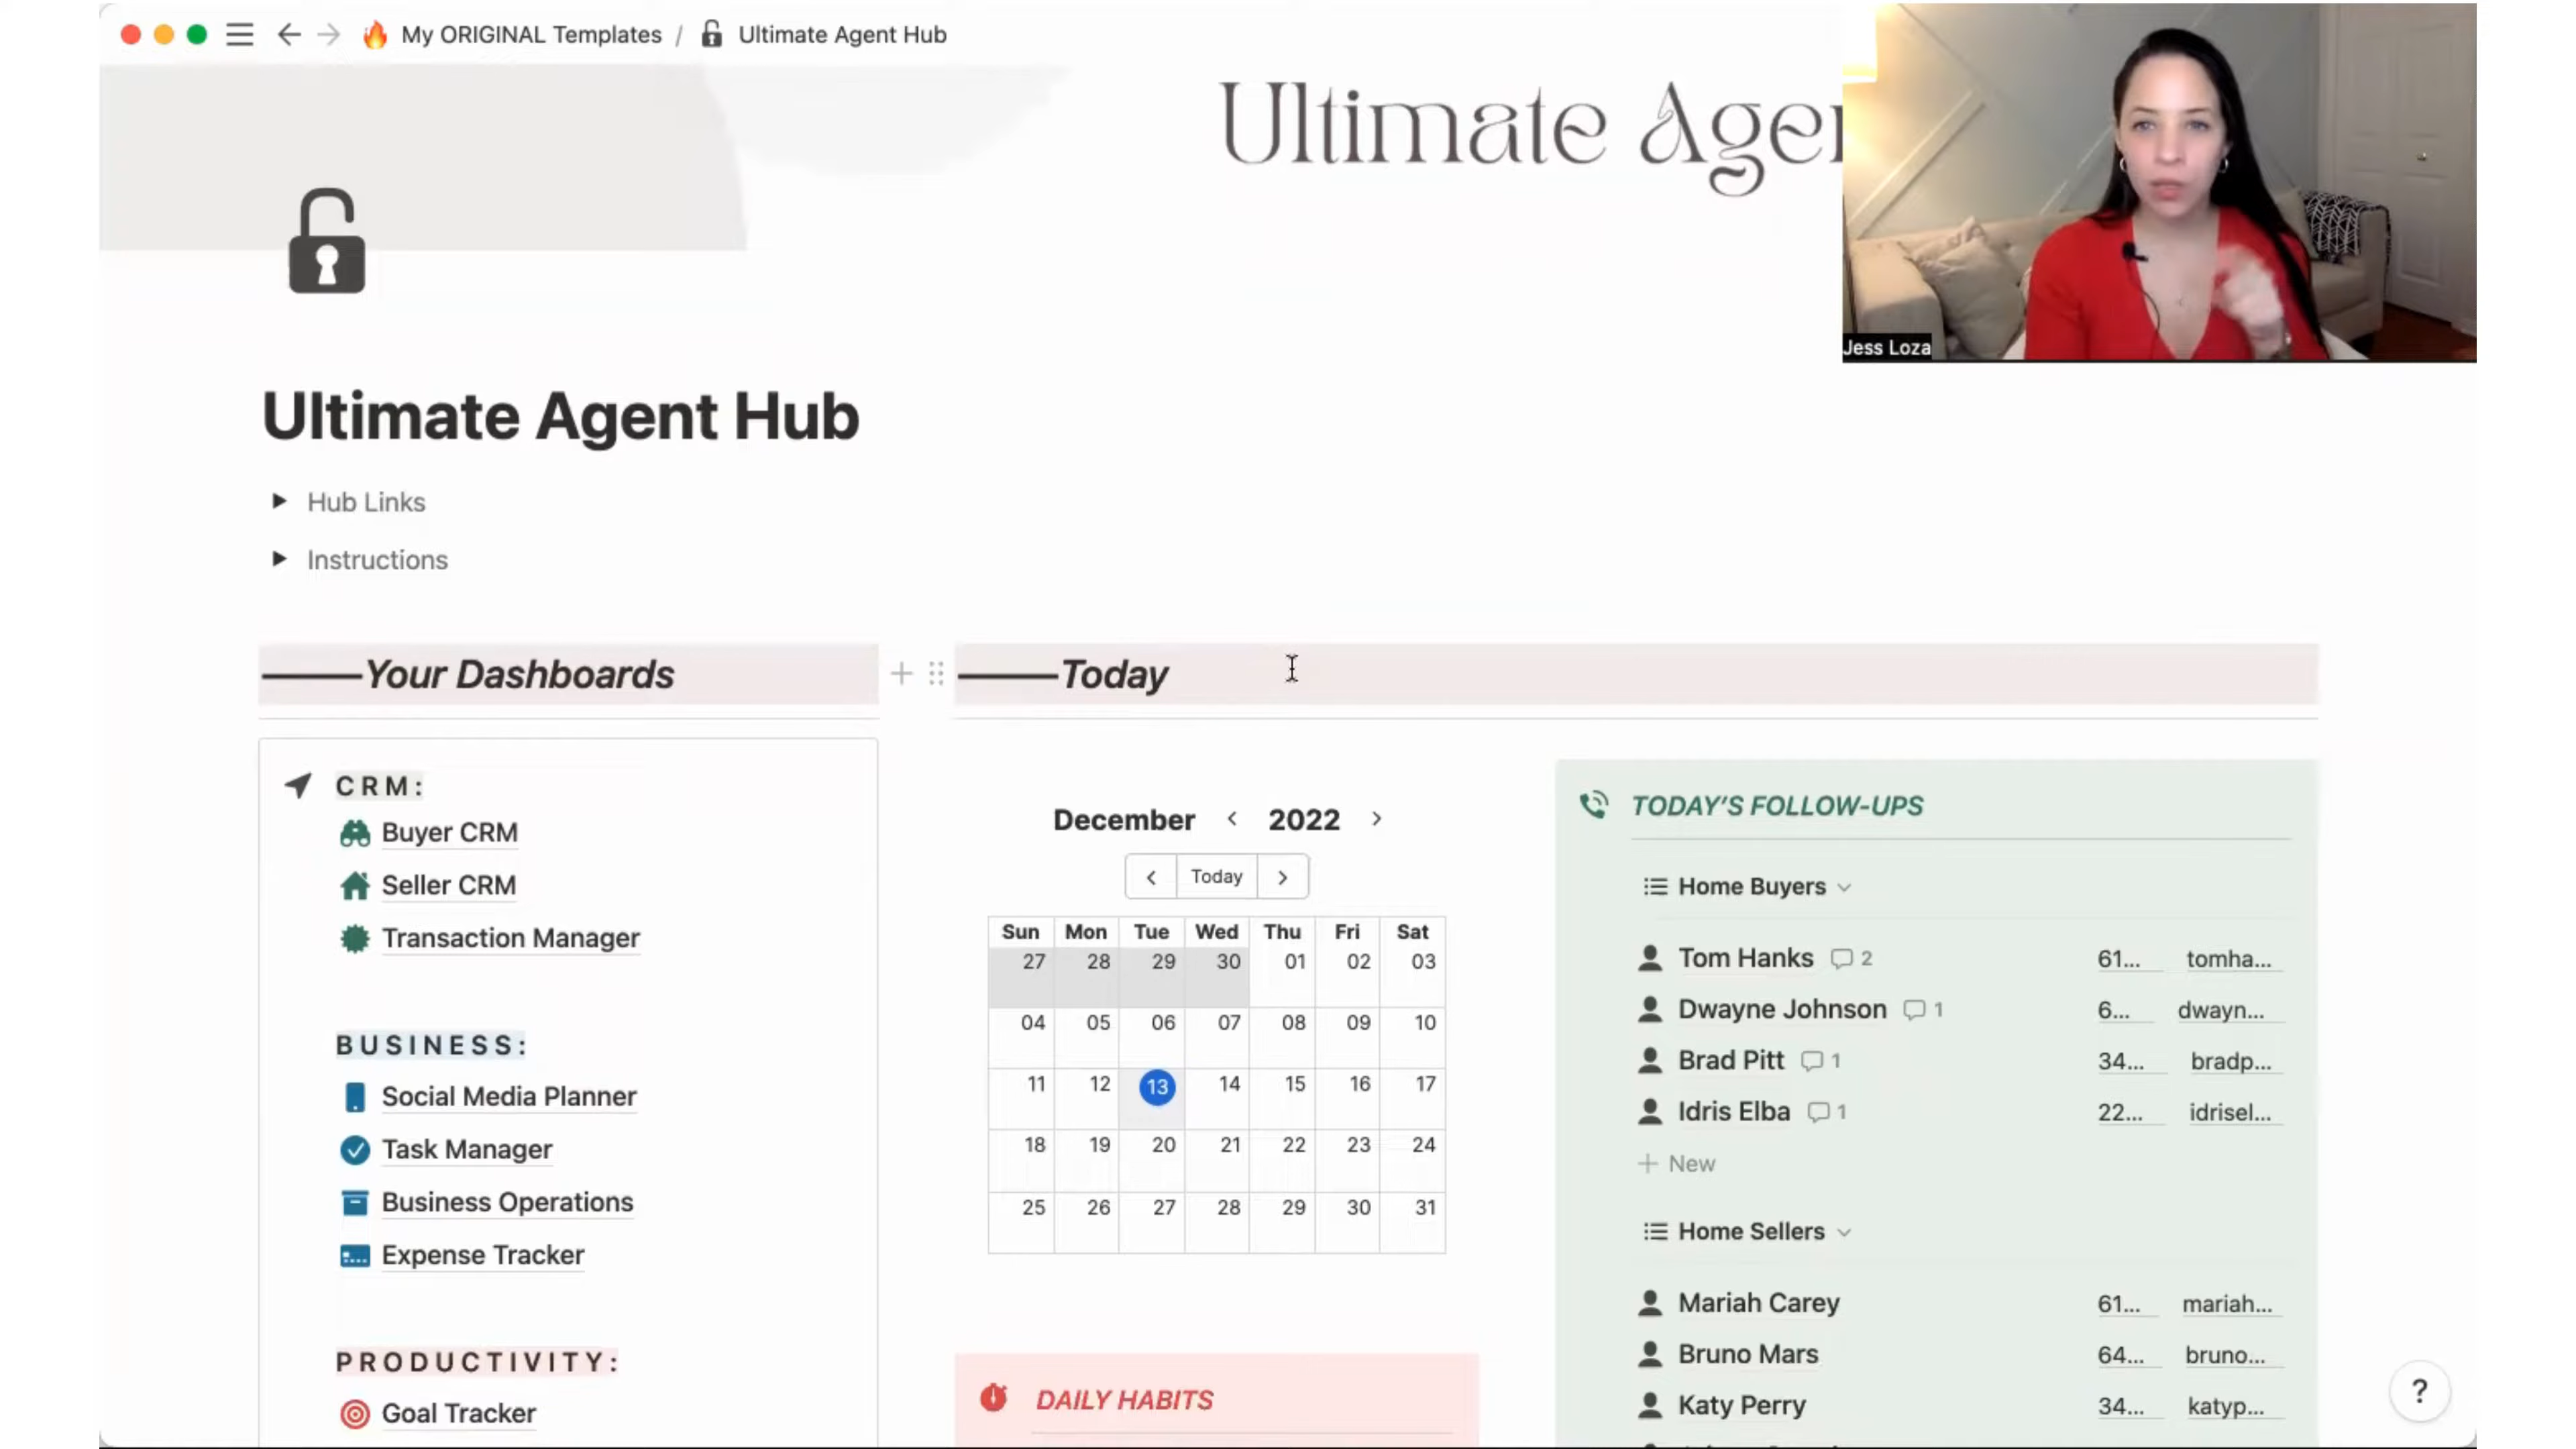 My ORIGINAL Templates / Ultimate Agent Hub
Ultimate Agen
Jess Loza
Ultimate Agent Hub
Hub Links
Instructions
Your Dashboards
CRM:
Buyer CRM
Seller CRM
Transaction Manager
BUSINESS:
Social Media Planner
Task Manager
Business Operations
Expense Tracker
PRODUCTIVITY:
Goal Tracker
Today
December 2022
Today
Sun Mon Tue Wed Thu Fri Sat
27 28 29 30 01 02 03
04 05 06 07 08 09 10
11 12 13 14 15 16 17
18 19 20 21 22 23 24
25 26 27 28 29 30 31
DAILY HABITS
TODAY'S FOLLOW-UPS
Home Buyers
Tom Hanks 2 61... tomha...
Dwayne Johnson 1 6... dwayn...
Brad Pitt 1 34... bradp...
Idris Elba 1 22... idrisel...
+ New
Home Sellers
Mariah Carey 61... mariah...
Bruno Mars 64... bruno...
Katy Perry 34... katyp...
?